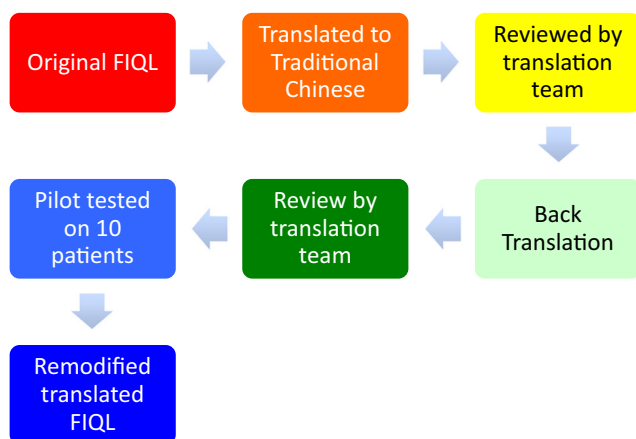 Original FIQL
Translated to
Traditional
Chinese
Reviewed by
translation
team
Back
Translation
Review by
translation
team
Pilot tested
on 10
patients
Remodified
translated
FIQL